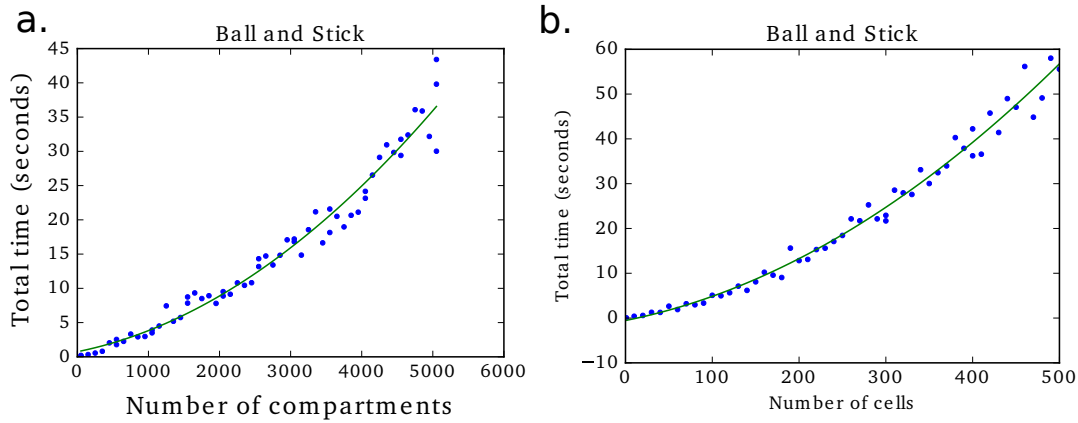 a.
Ball and Stick
45
40
35
30
25
20
15
10
5
0
0 1000 2000 3000 4000 5000 6000
Total time (seconds)
Number of compartments
b.
Ball and Stick
60
50
40
30
20
10
0
−10
0 100 200 300 400 500
Total time (seconds)
Number of cells